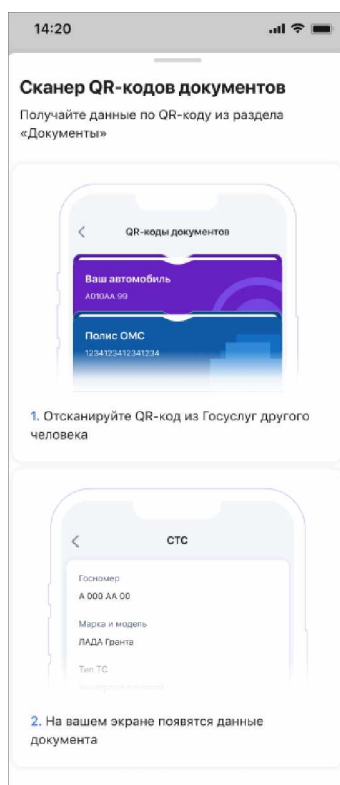 14:20
Сканер QR-кодов документов
Получайте данные по QR-коду из раздела
«Документы»
QR-коды документов
Ваш автомобиль
А010АА 99
Полис ОМС
1234123412341234
1. Отсканируйте QR-код из Госуслуг другого
человека
СТС
Госномер
А 000 АА 00
Марка и модель
ЛАДА Гранта
Тип ТС
2. На вашем экране появятся данные
документа